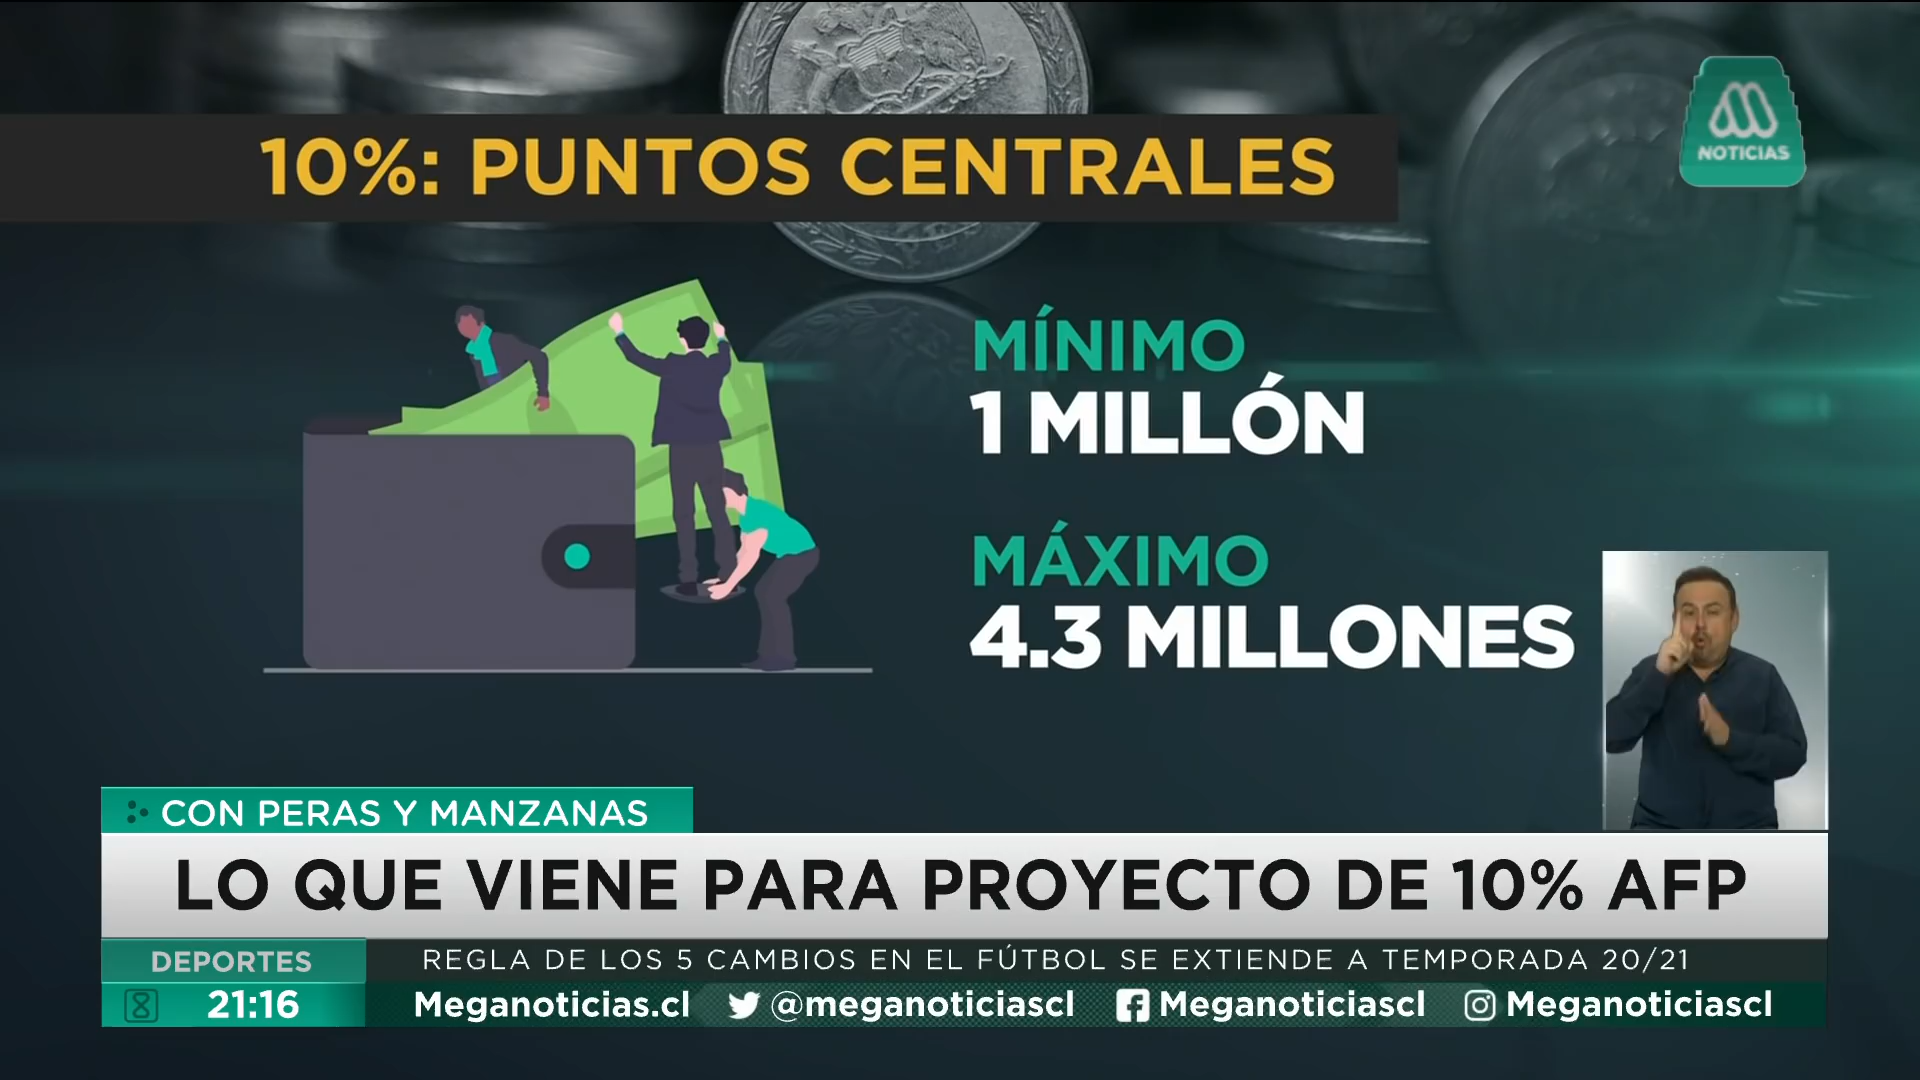 NOTICIAS
10%: PUNTOS CENTRALES
MÍNIMO
1 MILLÓN
MÁXIMO
4.3 MILLONES
CON PERAS Y MANZANAS
LO QUE VIENE PARA PROYECTO DE 10% AFP
DEPORTES REGLA DE LOS 5 CAMBIOS EN EL FÚTBOL SE EXTIENDE A TEMPORADA 20/21
21:16 Meganoticias.cl @meganoticiascl Meganoticiascl Meganoticiascl